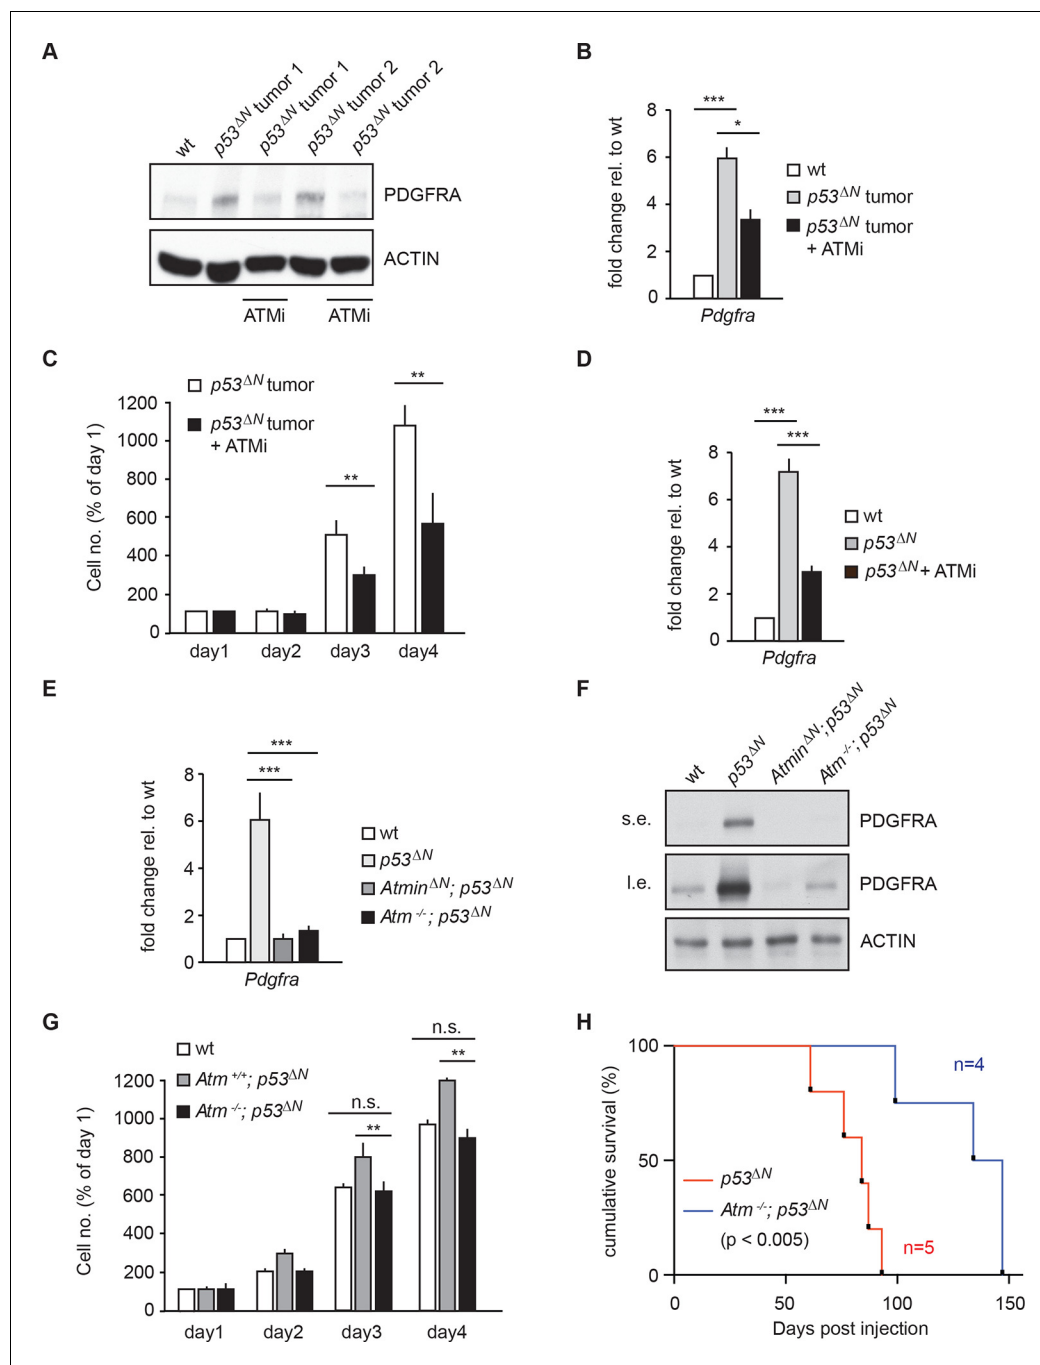 A
wt
p53ΔN tumor 1
p53ΔN tumor 1
p53ΔN tumor 2
p53ΔN tumor 2
PDGFRA
ACTIN
ATMi
ATMi
B
fold change rel. to wt
8
6
4
2
0
***
*
Pdgfra
wt
p53ΔN tumor
p53ΔN tumor
+ ATMi
C
p53ΔN tumor
p53ΔN tumor
+ ATMi
Cell no. (% of day 1)
1200
1000
800
600
400
200
0
**
**
day1 day2 day3 day4
D
fold change rel. to wt
8
6
4
2
0
***
***
Pdgfra
wt
p53ΔN
p53ΔN + ATMi
E
fold change rel. to wt
8
6
4
2
0
***
***
Pdgfra
wt
p53ΔN
AtminΔN; p53ΔN
Atm-/-; p53ΔN
F
wt
p53ΔN
AtminΔN; p53ΔN
Atm-/-; p53ΔN
s.e. PDGFRA
l.e. PDGFRA
ACTIN
G
wt
Atm+/+; p53ΔN
Atm-/-; p53ΔN
Cell no. (% of day 1)
1200
1000
800
600
400
200
0
n.s.
**
n.s.
**
day1 day2 day3 day4
H
cumulative survival (%)
100
50
0
n=4
p53ΔN
Atm-/-; p53ΔN
(p < 0.005)
n=5
0 50 100 150
Days post injection